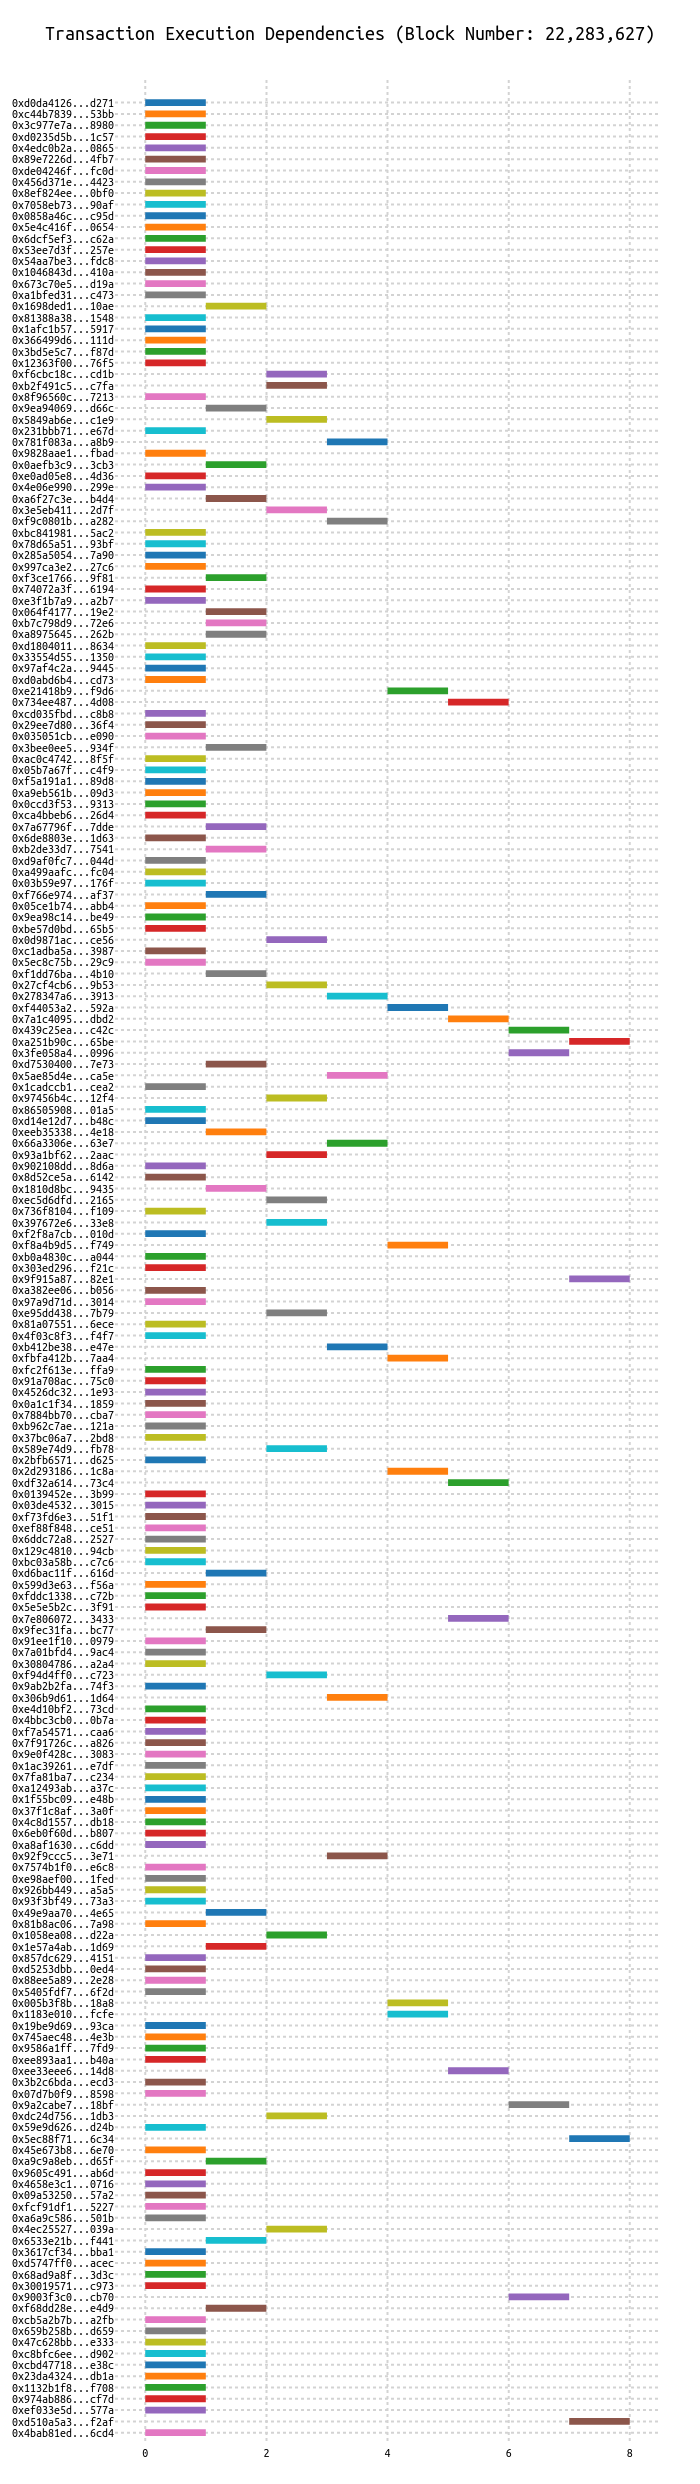 Transaction Execution Dependencies (Block Number: 22,283,627)
0xd0da4126...d271
0xc44b7839...53bb
0x3c977e7a...8980
0xd0235d5b...1c57
0x4edc0b2a...0865
0x89e7226d...4fb7
0xde04246f...fc0d
0x456d371e...4423
0x8ef824ee...0bf0
0x7058eb73...90af
0x0858a46c...c95d
0x5e4c416f...0654
0x6dcf5ef3...c62a
0x53ee7d3f...257e
0x54aa7be3...fdc8
0x1046843d...410a
0x673c70e5...d19a
0xa1bfed31...c473
0x1698ded1...10ae
0x81388a38...1548
0x1afc1b57...5917
0x366499d6...111d
0x3bd5e5c7...f87d
0x12363f00...76f5
0xf6cbc18c...cd1b
0xb2f491c5...c7fa
0x8f96560c...7213
0x9ea94069...d66c
0x5849ab6e...c1e9
0x231bbb71...e67d
0x781f083a...a8b9
0x9828aae1...fbad
0x0aefb3c9...3cb3
0xe0ad05e8...4d36
0x4e06e990...299e
0xa6f27c3e...b4d4
0x3e5eb411...2d7f
0xf9c0801b...a282
0xbc841981...5ac2
0x78d65a51...93bf
0x285a5054...7a90
0x997ca3e2...27c6
0xf3ce1766...9f81
0x74072a3f...6194
0xe3f1b7a9...a2b7
0x064f4177...19e2
0xb7c798d9...72e6
0xa8975645...262b
0xd1804011...8634
0x33554d55...1350
0x97af4c2a...9445
0xd0abd6b4...cd73
0xe21418b9...f9d6
0x734ee487...4d08
0xcd035fbd...c8b8
0x29ee7d80...36f4
0x035051cb...e090
0x3bee0ee5...934f
0xac0c4742...8f5f
0x05b7a67f...c4f9
0xf5a191a1...89d8
0xa9eb561b...09d3
0x0ccd3f53...9313
0xca4bbeb6...26d4
0x7a67796f...7dde
0x6de8803e...1d63
0xb2de33d7...7541
0xd9af0fc7...044d
0xa499aafc...fc04
0x03b59e97...176f
0xf766e974...af37
0x05ce1b74...abb4
0x9ea98c14...be49
0xbe57d0bd...65b5
0x0d9871ac...ce56
0xc1adba5a...3987
0x5ec8c75b...29c9
0xf1dd76ba...4b10
0x27cf4cb6...9b53
0x278347a6...3913
0xf44053a2...592a
0x7a1c4095...dbd2
0x439c25ea...c42c
0xa251b90c...65be
0x3fe058a4...0996
0xd7530400...7e73
0x5ae85d4e...ca5e
0x1cadccb1...cea2
0x97456b4c...12f4
0x86505908...01a5
0xd14e12d7...b48c
0xeeb35338...4e18
0x66a3306e...63e7
0x93a1bf62...2aac
0x902108dd...8d6a
0x8d52ce5a...6142
0x1810d8bc...9435
0xec5d6dfd...2165
0x736f8104...f109
0x397672e6...33e8
0xf2f8a7cb...010d
0xf8a4b9d5...f749
0xb0a4830c...a044
0x303ed296...f21c
0x9f915a87...82e1
0xa382ee06...b056
0x97a9d71d...3014
0xe95dd438...7b79
0x81a07551...6ece
0x4f03c8f3...f4f7
0xb412be38...e47e
0xfbfa412b...7aa4
0xfc2f613e...ffa9
0x91a708ac...75c0
0x4526dc32...1e93
0x0a1c1f34...1859
0x7884bb70...cba7
0xb962c7ae...121a
0x37bc06a7...2bd8
0x589e74d9...fb78
0x2bfb6571...d625
0x2d293186...1c8a
0xdf32a614...73c4
0x0139452e...3b99
0x03de4532...3015
0xf73fd6e3...51f1
0xef88f848...ce51
0x6ddc72a8...2527
0x129c4810...94cb
0xbc03a58b...c7c6
0xd6bac11f...616d
0x599d3e63...f56a
0xfddc1338...c72b
0x5e5e5b2c...3f91
0x7e806072...3433
0x9fec31fa...bc77
0x91ee1f10...0979
0x7a01bfd4...9ac4
0x30804786...a2a4
0xf94d4ff0...c723
0x9ab2b2fa...74f3
0x306b9d61...1d64
0xe4d10bf2...73cd
0x4bbc3cb0...0b7a
0xf7a54571...caa6
0x7f91726c...a826
0x9e0f428c...3083
0x1ac39261...e7df
0x7fa81ba7...c234
0xa12493ab...a37c
0x1f55bc09...e48b
0x37f1c8af...3a0f
0x4c8d1557...db18
0x6eb0f60d...b807
0xa8af1630...c6dd
0x92f9ccc5...3e71
0x7574b1f0...e6c8
0xe98aef00...1fed
0x926bb449...a5a5
0x93f3bf49...73a3
0x49e9aa70...4e65
0x81b8ac06...7a98
0x1058ea08...d22a
0x1e57a4ab...1d69
0x857dc629...4151
0xd5253dbb...0ed4
0x88ee5a89...2e28
0x5405fdf7...6f2d
0x005b3f8b...18a8
0x1183e010...fcfe
0x19be9d69...93ca
0x745aec48...4e3b
0x9586a1ff...7fd9
0xee893aa1...b40a
0xee33eee6...14d8
0x3b2c6bda...ecd3
0x07d7b0f9...8598
0x9a2cabe7...18bf
0xdc24d756...1db3
0x59e9d626...d24b
0x5ec88f71...6c34
0x45e673b8...6e70
0xa9c9a8eb...d65f
0x9605c491...ab6d
0x4658e3c1...0716
0x09a53250...57a2
0xfcf91df1...5227
0xa6a9c586...501b
0x4ec25527...039a
0x6533e21b...f441
0x3617cf34...bba1
0xd5747ff0...acec
0x68ad9a8f...3d3c
0x30019571...c973
0x9003f3c0...cb70
0xf68dd28e...e4d9
0xcb5a2b7b...a2fb
0x659b258b...d659
0x47c628bb...e333
0xc8bfc6ee...d902
0xcbd47718...e38c
0x23da4324...db1a
0x1132b1f8...f708
0x974ab886...cf7d
0xef033e5d...577a
0xd510a5a3...f2af
0x4bab81ed...6cd4
0 2 4 6 8